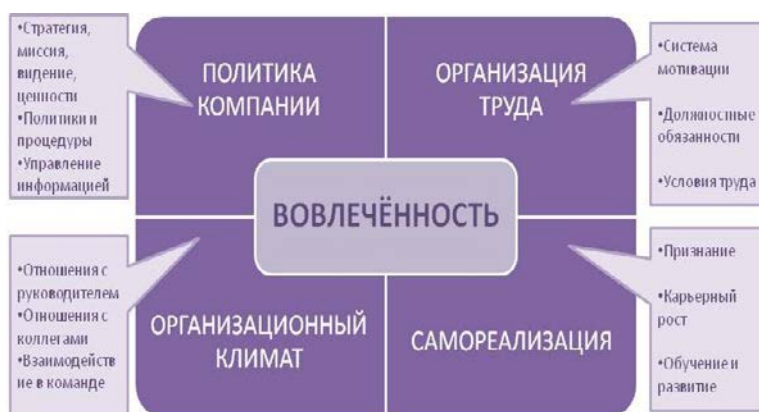 •Стратегия,
миссия,
видение,
ценности
•Политики и
процедуры
•Управление
информацией
ПОЛИТИКА
КОМПАНИИ
ОРГАНИЗАЦИЯ
ТРУДА
•Система
мотивации
•Должностные
обязанности
•Условия труда
ВОВЛЕЧЁННОСТЬ
•Отношения с
руководителем
•Отношения с
коллегами
•Взаимодейств
ие в команде
ОРГАНИЗАЦИОННЫЙ
КЛИМАТ
САМОРЕАЛИЗАЦИЯ
•Признание
•Карьерный
рост
•Обучение и
развитие